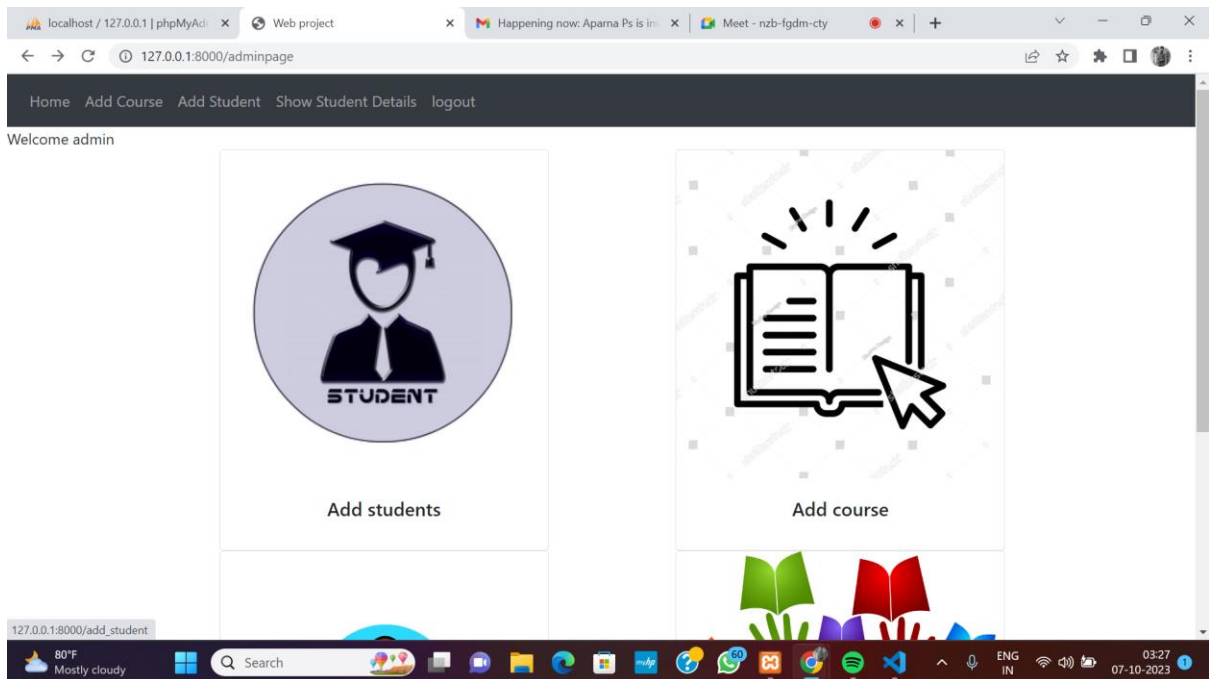 localhost / 127.0.0.1 | phpMyAd
Web project
Happening now: Aparna Ps is in
Meet - nzb-fgdm-cty
127.0.0.1:8000/adminpage
Home Add Course Add Student Show Student Details logout
Welcome admin
STUDENT
Add students
Add course
127.0.0.1:8000/add_student
80°F
Mostly cloudy
Search
60
ENG
IN
03:27
07-10-2023
1